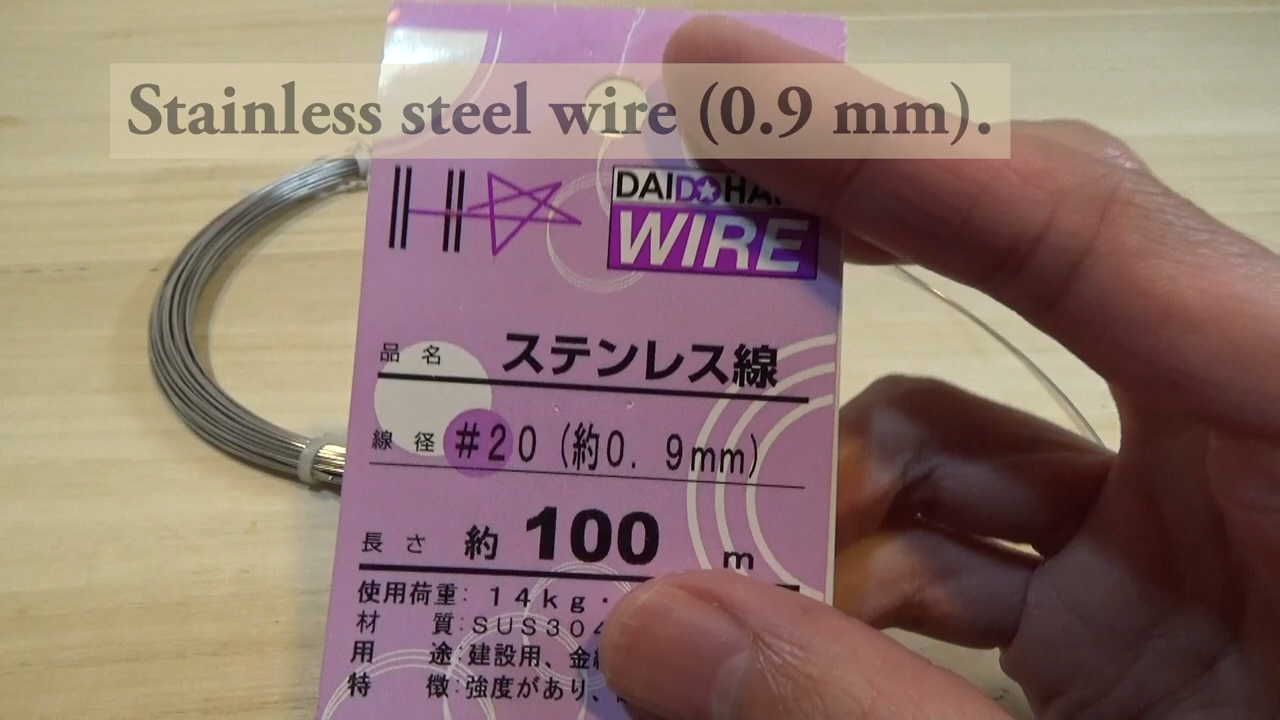 Stainless steel wire (0.9 mm).
DAIDOHAN
WIRE
品名 ステンレス線
線径 #20 (約0.9mm)
長さ 約 100 m
使用荷重: 14kg・
材質:SUS304
用途:建設用、金
特徴:強度があり、